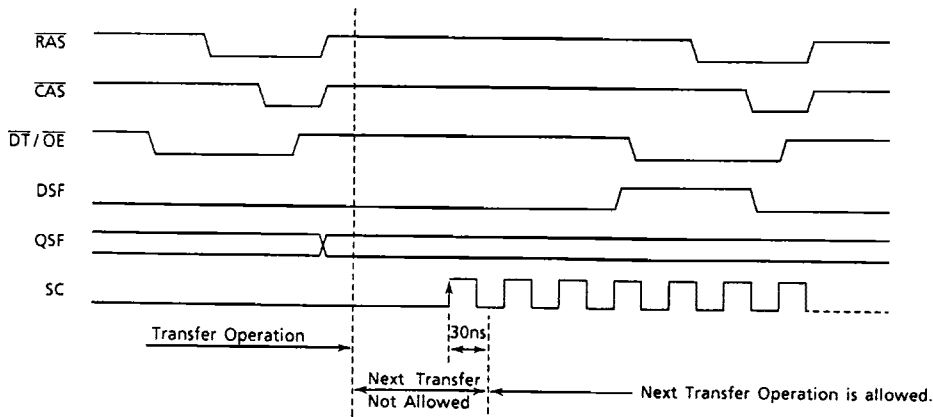 RAS
CAS
DT/OE
DSF
QSF
SC
30ns
Transfer Operation
Next Transfer
Not Allowed
Next Transfer Operation is allowed.